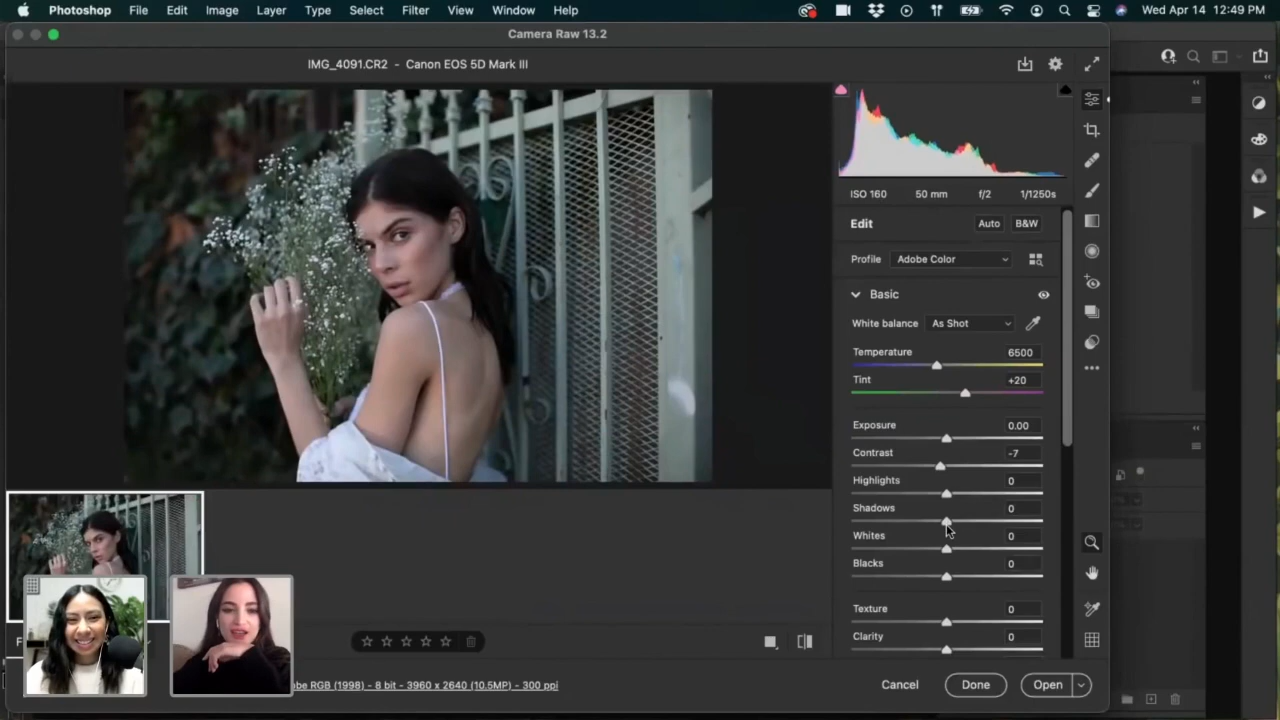 Photoshop File Edit Image Layer Type Select Filter View Window Help Wed Apr 14 12:49 PM
Camera Raw 13.2
IMG_4091.CR2 - Canon EOS 5D Mark III
ISO 160 50 mm f/2 1/1250s
Edit Auto B&W
Profile Adobe Color
Basic
White balance As Shot
Temperature 6500
Tint +20
Exposure 0.00
Contrast -7
Highlights 0
Shadows 0
Whites 0
Blacks 0
Texture 0
Clarity 0
RGB (1998) - 8 bit - 3960 x 2640 (10.5MP) - 300 ppi
Cancel Done Open